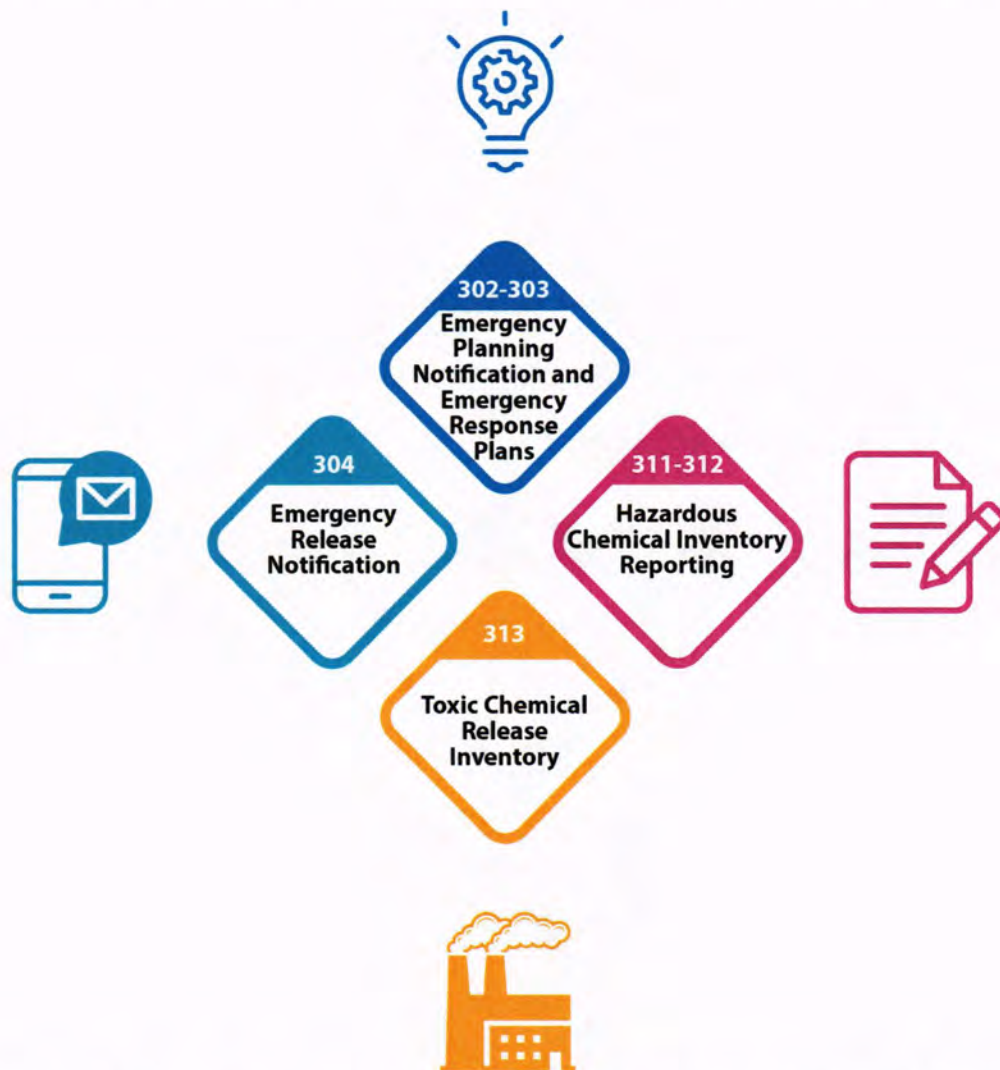 302-303
Emergency
Planning
Notification and
Emergency
Response
Plans
304
Emergency
Release
Notification
311-312
Hazardous
Chemical Inventory
Reporting
313
Toxic Chemical
Release
Inventory